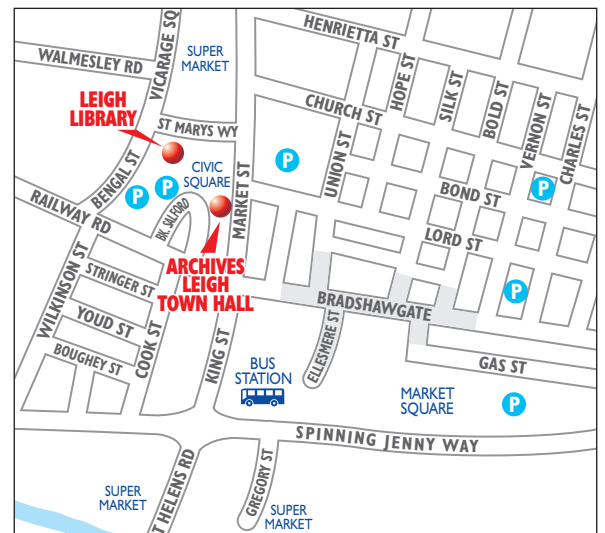 HENRIETTA ST
VICARAGE SQ
SUPER
MARKET
WALMESLEY RD
HOPE ST
SILK ST
BOLD ST
VERNON ST
CHARLES ST
LEIGH
LIBRARY
CHURCH ST
ST MARYS WY
UNION ST
P
CIVIC
SQUARE
BENGAL ST
P
P
MARKET ST
BOND ST
P
RAILWAY RD
BK. SALFORD
LORD ST
ARCHIVES
LEIGH
TOWN HALL
WILKINSON ST
STRINGER ST
P
BRADSHAWGATE
YOUD ST
COOK ST
KING ST
ELLESMERE ST
BOUGHEY ST
BUS
STATION
GAS ST
MARKET
SQUARE
P
SPINNING JENNY WAY
T HELENS RD
GREGORY ST
SUPER
MARKET
SUPER
MARKET